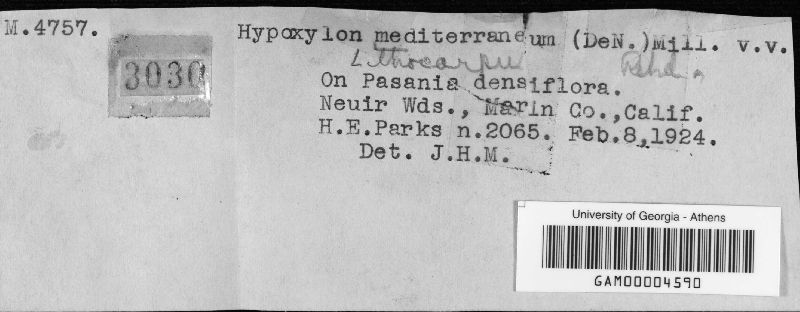 M.4757.
3030
Hypoxylon mediterraneum (DeN.)Mill. v.v.
Lithocarpu
On Pasania densiflora.
Neuir Wds., Marin Co.,Calif.
H.E.Parks n.2065. Feb.8,1924.
Det. J.H.M.
University of Georgia - Athens
GAM00004590